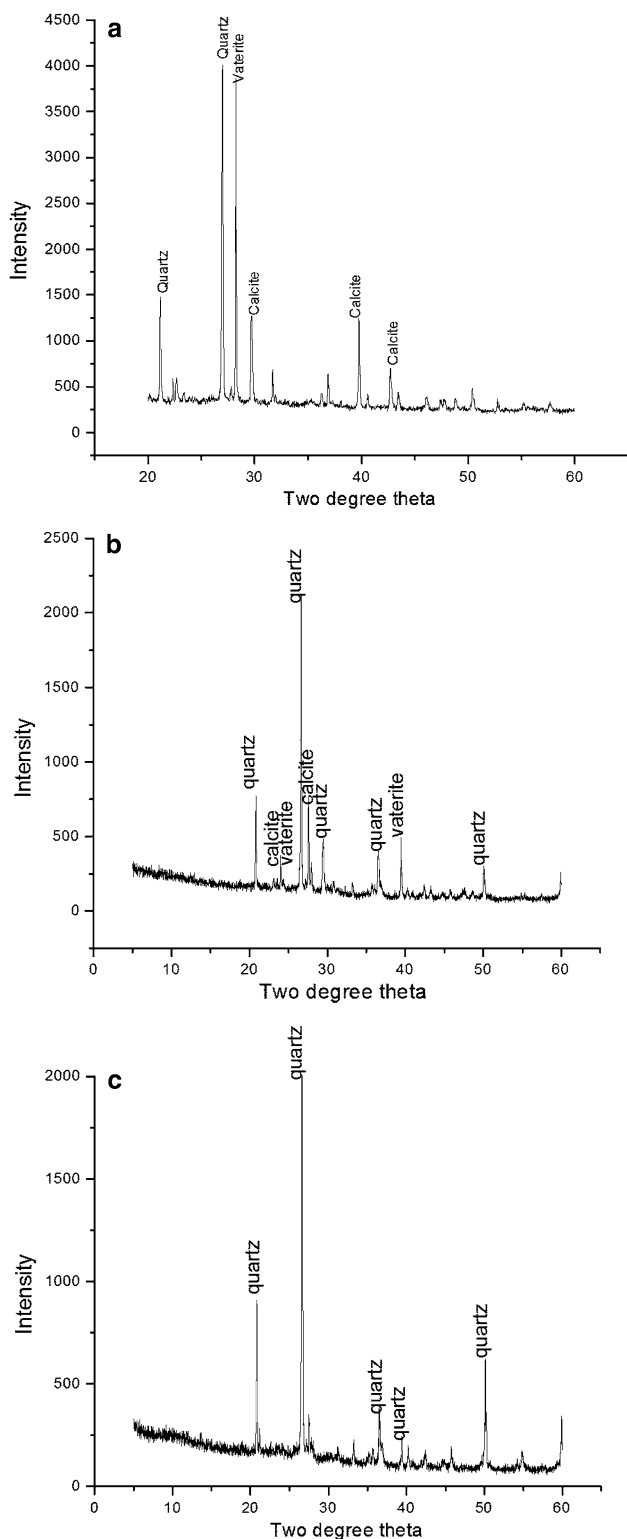 a
4500
4000
3500
3000
2500
2000
1500
1000
500
0
Intensity
Quartz
Quartz
Vaterite
Calcite
Calcite
Calcite
20 30 40 50 60
Two degree theta
b
2500
2000
1500
1000
500
0
Intensity
quartz
calcite
vaterite
quartz
calcite
quartz
quartz
vaterite
quartz
0 10 20 30 40 50 60
Two degree theta
c
2000
1500
1000
500
0
Intensity
quartz
quartz
quartz
quartz
quartz
0 10 20 30 40 50 60
Two degree theta